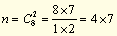 n = C₈² = (8×7)/(1×2) = 4×7